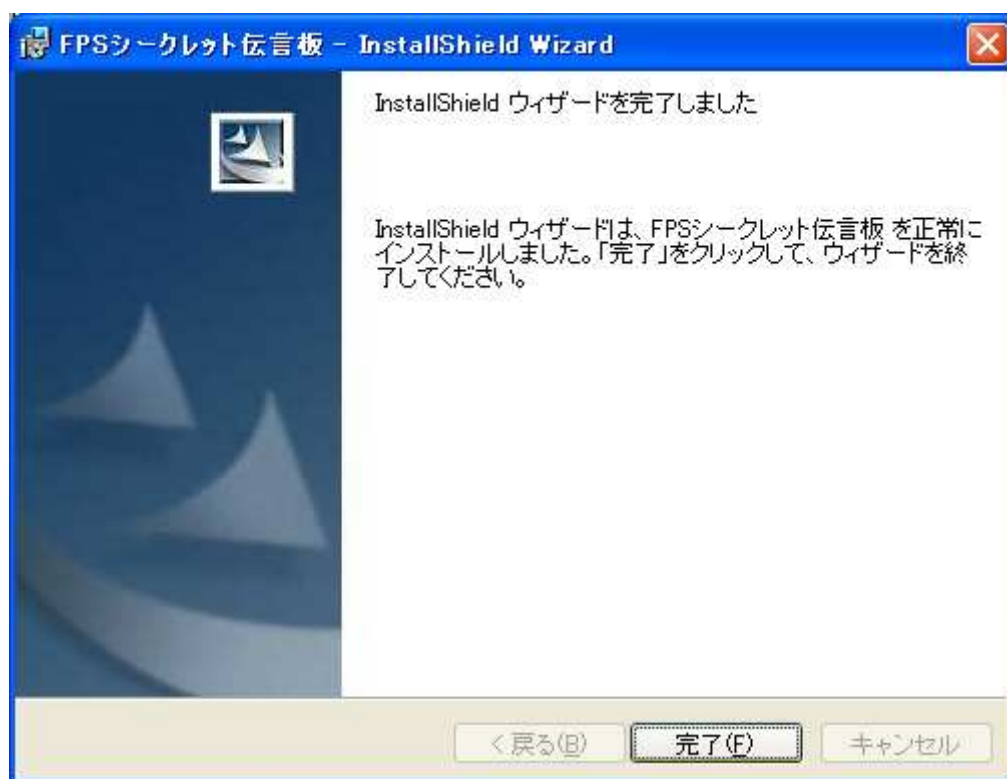 FPSシークレット伝言板 - InstallShield Wizard
InstallShield ウィザードを完了しました
InstallShield ウィザードは、FPSシークレット伝言板 を正常に
インストールしました。「完了」をクリックして、ウィザードを終
了してください。
< 戻る(B) 完了(F) キャンセル